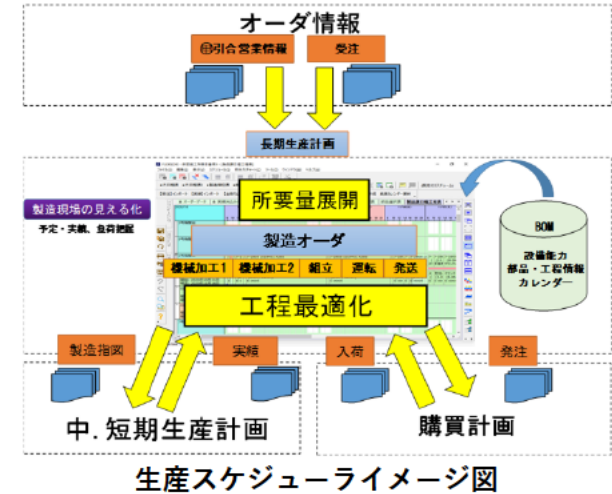 オーダ情報
㊥引合営業情報
受注
長期生産計画
製造現場の見える化
予定・実績、負荷把握
所要量展開
製造オーダ
機械加工1 機械加工2 組立 運転 発送
工程最適化
BOM
設備能力
部品・工程情報
カレンダー
製造指図
実績
入荷
発注
中.短期生産計画
購買計画
生産スケジューライメージ図